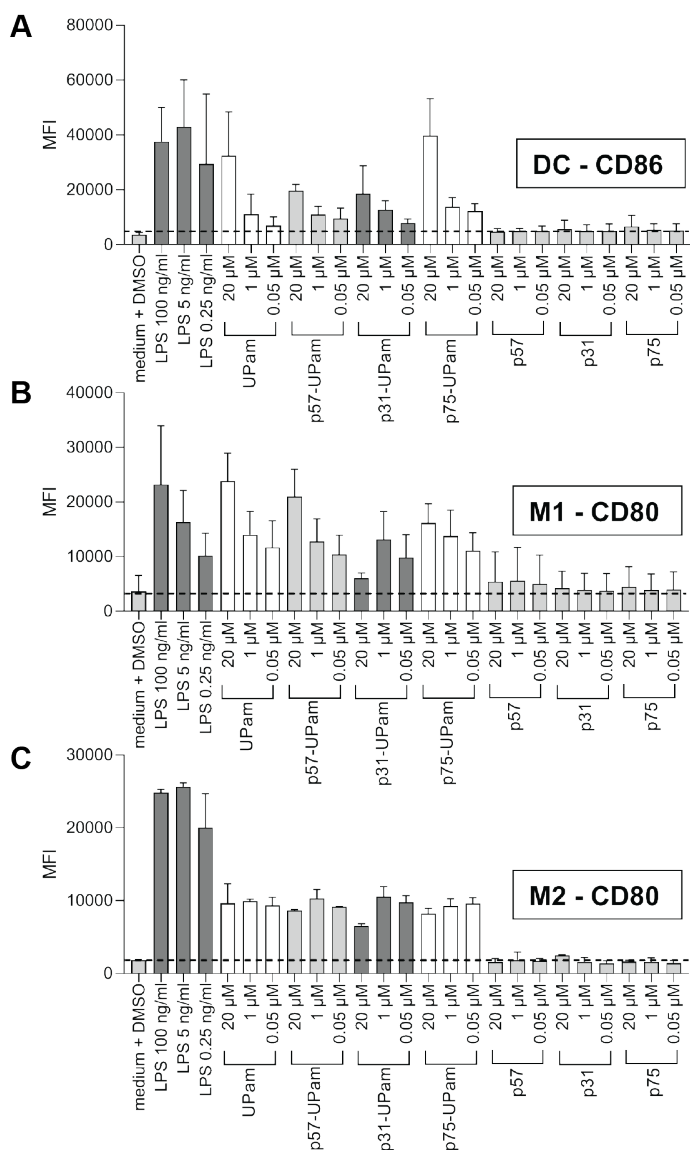 A
80000
60000
40000
20000
0
MFI
DC - CD86
medium + DMSO
LPS 100 ng/ml
LPS 5 ng/ml
LPS 0.25 ng/ml
20 µM
1 µM
0.05 µM
20 µM
1 µM
0.05 µM
20 µM
1 µM
0.05 µM
20 µM
1 µM
0.05 µM
20 µM
1 µM
0.05 µM
20 µM
1 µM
0.05 µM
20 µM
1 µM
0.05 µM
UPam
p57-UPam
p31-UPam
p75-UPam
p57
p31
p75
B
40000
30000
20000
10000
0
MFI
M1 - CD80
medium + DMSO
LPS 100 ng/ml
LPS 5 ng/ml
LPS 0.25 ng/ml
20 µM
1 µM
0.05 µM
20 µM
1 µM
0.05 µM
20 µM
1 µM
0.05 µM
20 µM
1 µM
0.05 µM
20 µM
1 µM
0.05 µM
20 µM
1 µM
0.05 µM
20 µM
1 µM
0.05 µM
UPam
p57-UPam
p31-UPam
p75-UPam
p57
p31
p75
C
30000
20000
10000
0
MFI
M2 - CD80
medium + DMSO
LPS 100 ng/ml
LPS 5 ng/ml
LPS 0.25 ng/ml
20 µM
1 µM
0.05 µM
20 µM
1 µM
0.05 µM
20 µM
1 µM
0.05 µM
20 µM
1 µM
0.05 µM
20 µM
1 µM
0.05 µM
20 µM
1 µM
0.05 µM
20 µM
1 µM
0.05 µM
UPam
p57-UPam
p31-UPam
p75-UPam
p57
p31
p75